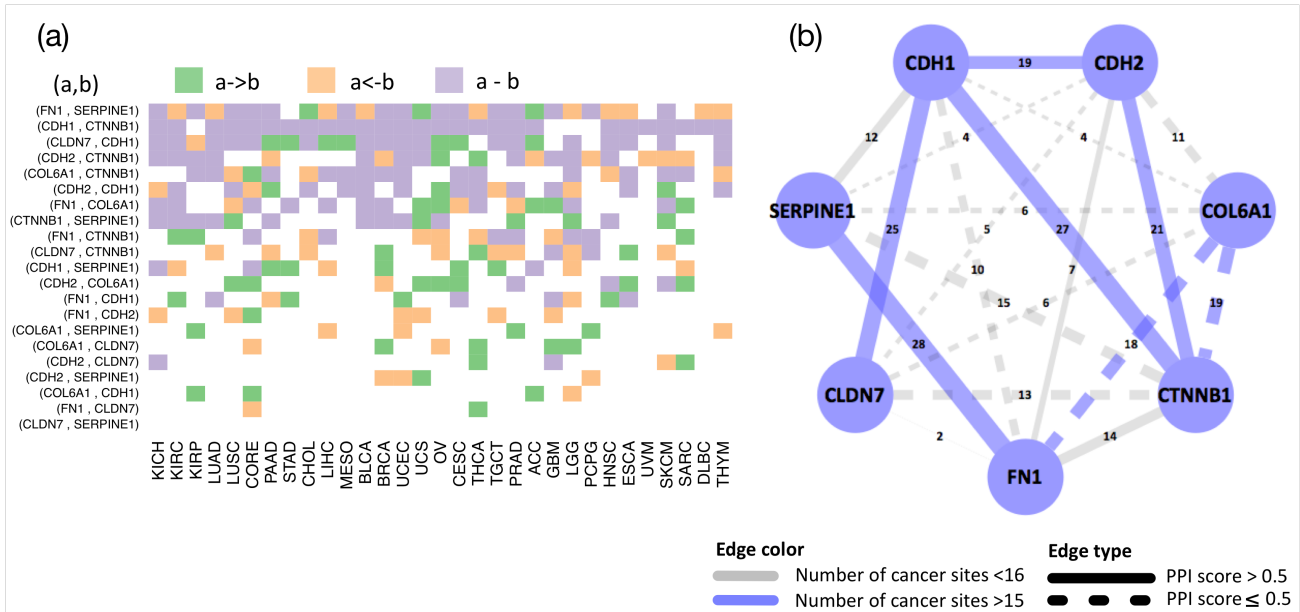 (a)
(a,b)
a->b
a<-b
a - b
(FN1 , SERPINE1)
(CDH1 , CTNNB1)
(CLDN7 , CDH1)
(CDH2 , CTNNB1)
(COL6A1 , CTNNB1)
(CDH2 , CDH1)
(FN1 , COL6A1)
(CTNNB1 , SERPINE1)
(FN1 , CTNNB1)
(CLDN7 , CTNNB1)
(CDH1 , SERPINE1)
(CDH2 , COL6A1)
(FN1 , CDH1)
(FN1 , CDH2)
(COL6A1 , SERPINE1)
(COL6A1 , CLDN7)
(CDH2 , CLDN7)
(CDH2 , SERPINE1)
(COL6A1 , CDH1)
(FN1 , CLDN7)
(CLDN7 , SERPINE1)
KICH
KIRC
KIRP
LUAD
LUSC
CORE
PAAD
STAD
CHOL
LIHC
MESO
BLCA
BRCA
UCEC
UCS
OV
CESC
THCA
TGCT
PRAD
ACC
GBM
LGG
PCPG
HNSC
ESCA
UVM
SKCM
SARC
DLBC
THYM
(b)
CDH1
19
CDH2
12
4
4
11
SERPINE1
6
COL6A1
25
5
27
21
10
7
15
6
19
28
18
CLDN7
13
CTNNB1
2
14
FN1
Edge color
Number of cancer sites <16
Number of cancer sites >15
Edge type
PPI score > 0.5
PPI score ≤ 0.5